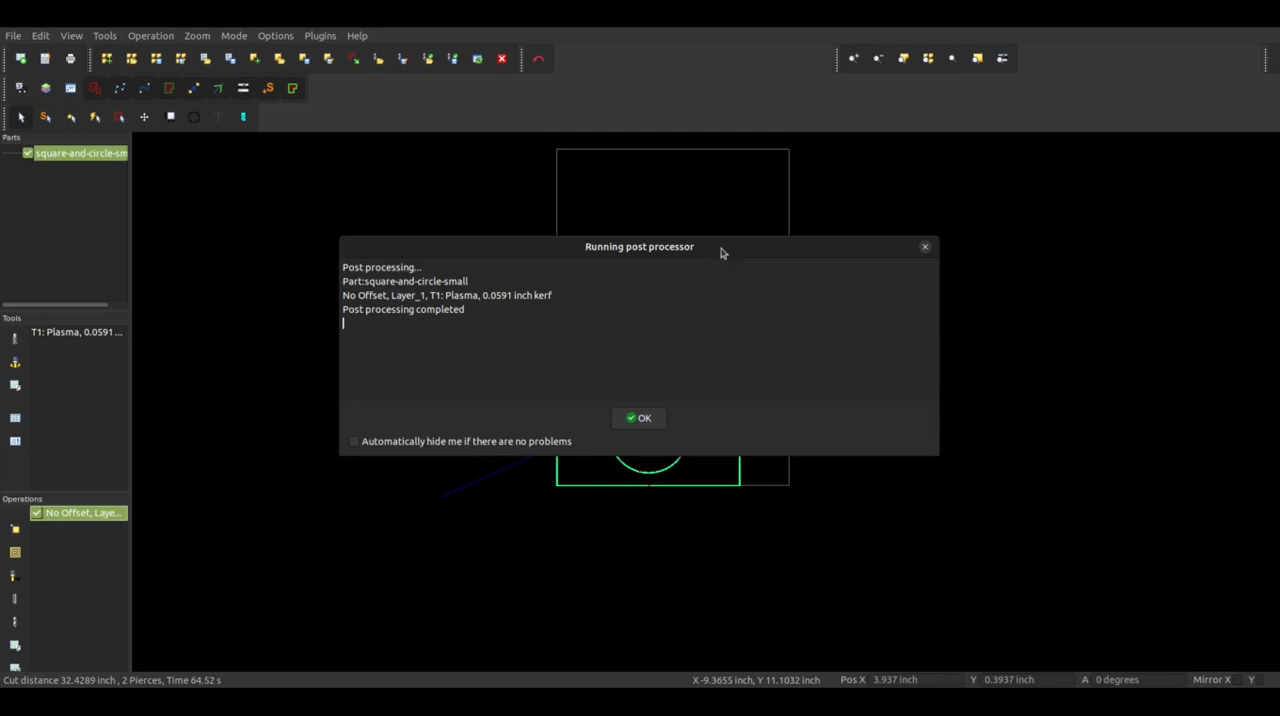 File Edit View Tools Operation Zoom Mode Options Plugins Help
Parts
square-and-circle-sm
Tools
T1: Plasma, 0.0591 ...
Operations
No Offset, Laye...
Running post processor
Post processing...
Part:square-and-circle-small
No Offset, Layer_1, T1: Plasma, 0.0591 inch kerf
Post processing completed
OK
Automatically hide me if there are no problems
Cut distance 32.4289 inch , 2 Pierces, Time 64.52 s X -9.3655 inch, Y 11.1032 inch Pos X 3.937 inch Y 0.3937 inch A 0 degrees Mirror X Y